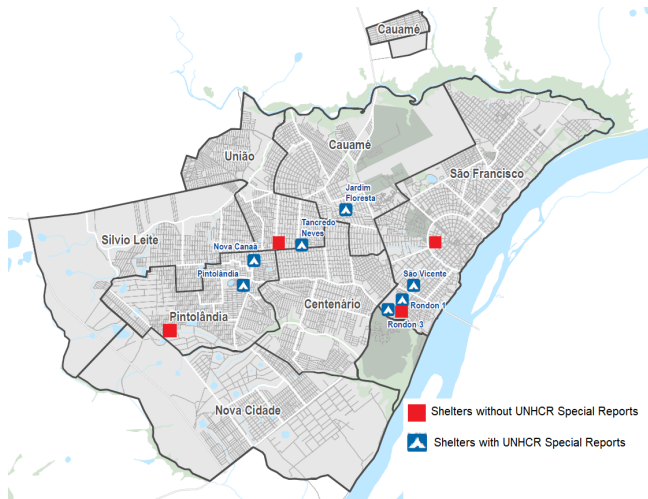 Cauamé
União
Cauamé
São Francisco
Jardim
Floresta
Silvio Leite
Tancredo
Neves
Nova Canaã
Pintolândia
São Vicente
Centenário
Rondon 1
Pintolândia
Rondon 3
Nova Cidade
Shelters without UNHCR Special Reports
Shelters with UNHCR Special Reports